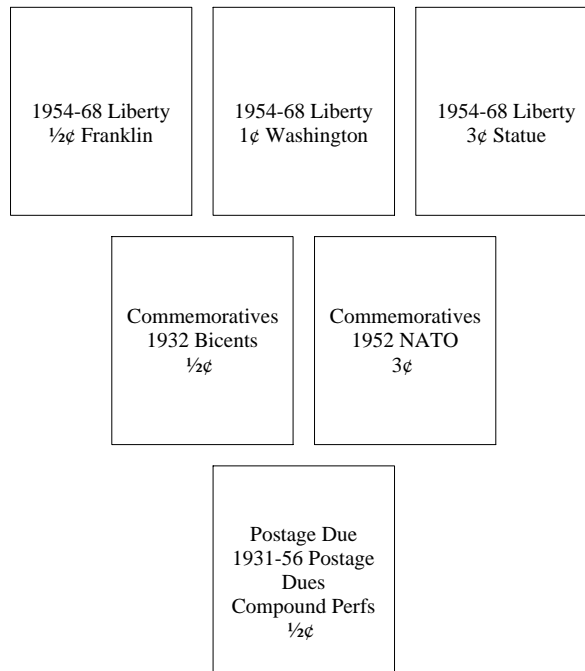 1954-68 Liberty
½¢ Franklin
1954-68 Liberty
1¢ Washington
1954-68 Liberty
3¢ Statue
Commemoratives
1932 Bicents
½¢
Commemoratives
1952 NATO
3¢
Postage Due
1931-56 Postage
Dues
Compound Perfs
½¢